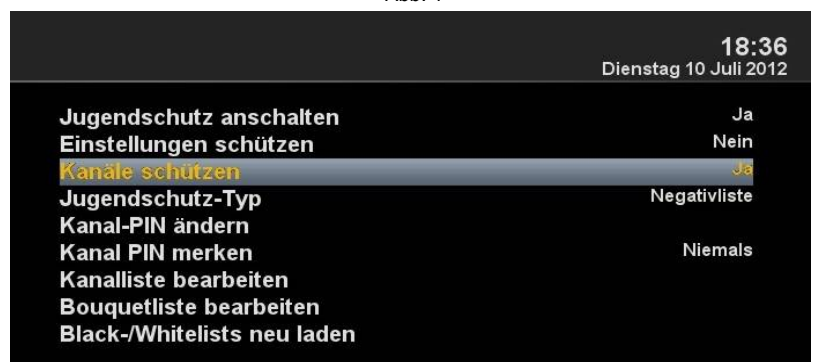 18:36
Dienstag 10 Juli 2012
Jugendschutz anschalten Ja
Einstellungen schützen Nein
Kanäle schützen Ja
Jugendschutz-Typ Negativliste
Kanal-PIN ändern
Kanal PIN merken Niemals
Kanalliste bearbeiten
Bouquetliste bearbeiten
Black-/Whitelists neu laden